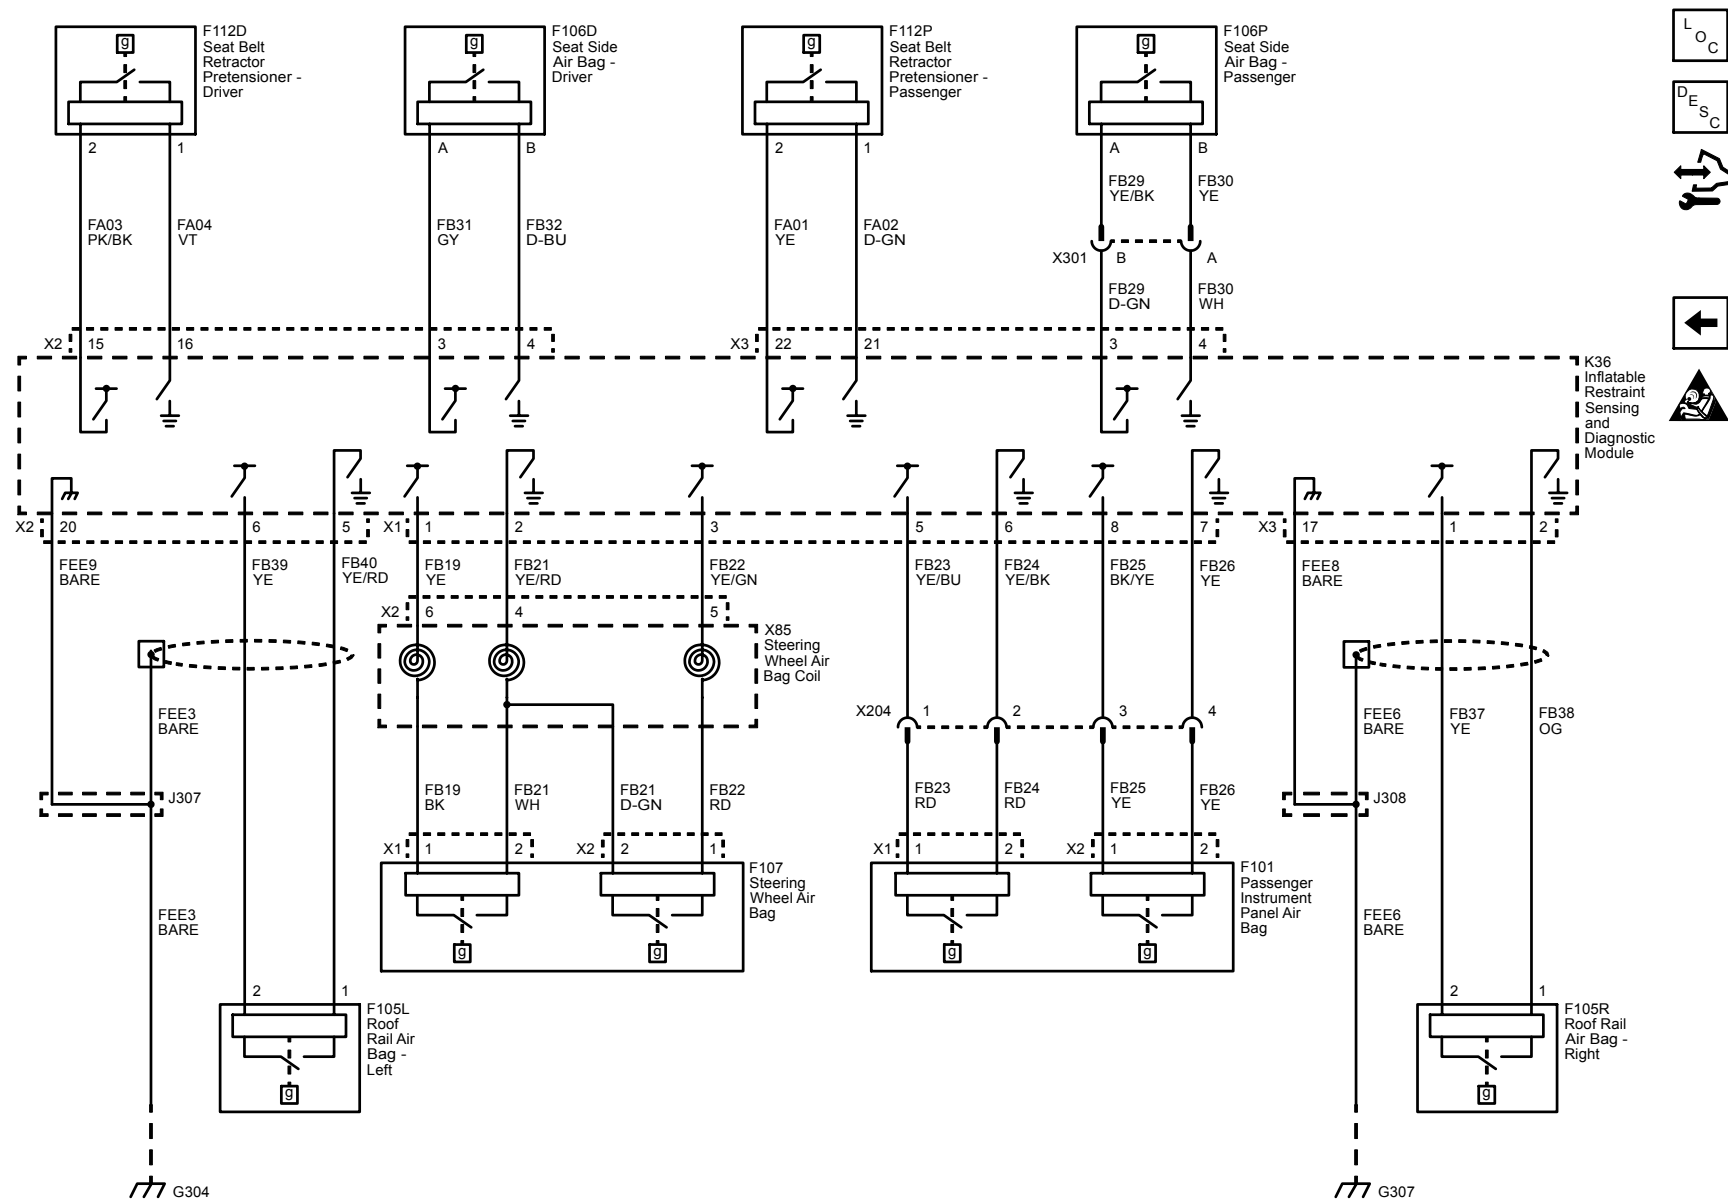 F112D
Seat Belt
Retractor
Pretensioner -
Driver
F106D
Seat Side
Air Bag -
Driver
F112P
Seat Belt
Retractor
Pretensioner -
Passenger
F106P
Seat Side
Air Bag -
Passenger
g g g g
L O C
D E S C
2 1 A B 2 1 A B
FB29 FB30
YE/BK YE
FA03 FA04 FB31 FB32 FA01 FA02
PK/BK VT GY D-BU YE D-GN
X301 B A
FB29 FB30
D-GN WH
X2 15 16 3 4 X3 22 21 3 4
K36
Inflatable
Restraint
Sensing
and
Diagnostic
Module
X2 20 6 5 X1 1 2 3 5 6 8 7 X3 17 1 2
FEE9 FB39 FB40 FB19 FB21 FB22 FB23 FB24 FB25 FB26 FEE8
BARE YE YE/RD YE YE/RD YE/GN YE/BU YE/BK BK/YE YE BARE
X2 6 4 5
X85
Steering
Wheel Air
Bag Coil
X204 1 2 3 4
FEE3 FEE6 FB37 FB38
BARE BARE YE OG
FB19 FB21 FB21 FB22 FB23 FB24 FB25 FB26
BK WH D-GN RD RD RD YE YE
J307 J308
X1 1 2 X2 2 1 X1 1 2 X2 1 2
F107
Steering
Wheel Air
Bag
F101
Passenger
Instrument
Panel Air
Bag
g g g g
FEE3 FEE6
BARE BARE
2 1 2 1
F105L
Roof
Rail Air
Bag -
Left
F105R
Roof Rail
Air Bag -
Right
g g
G304 G307